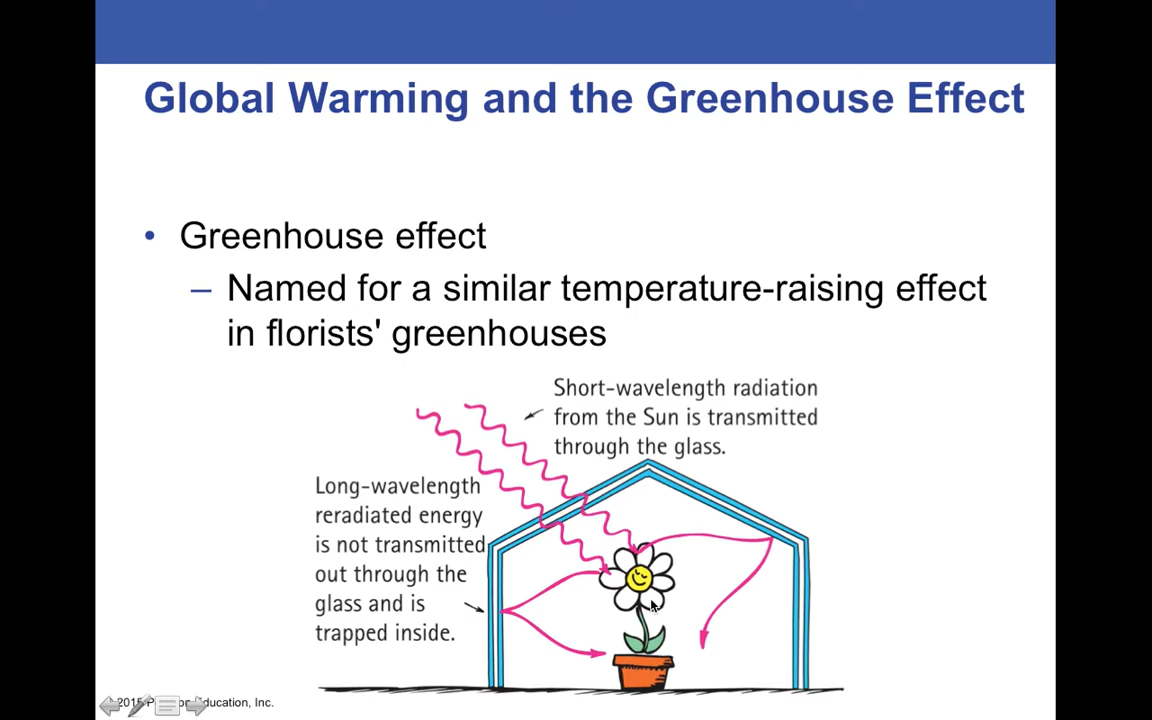 Global Warming and the Greenhouse Effect
• Greenhouse effect
– Named for a similar temperature-raising effect
in florists' greenhouses
Short-wavelength radiation
from the Sun is transmitted
through the glass.
Long-wavelength
reradiated energy
is not transmitted
out through the
glass and is
trapped inside.
Education, Inc.